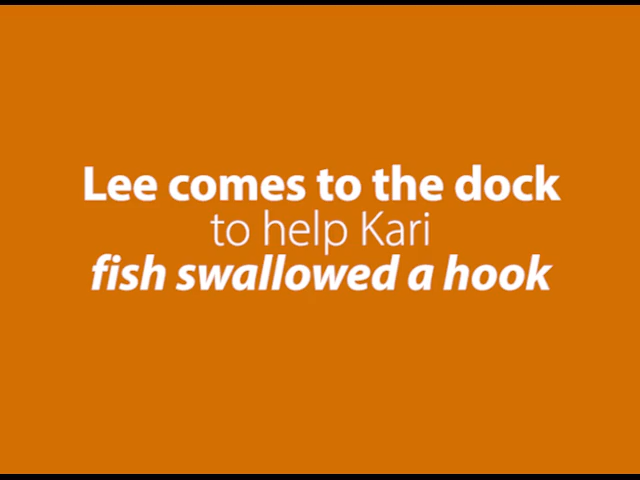 Lee comes to the dock
to help Kari
fish swallowed a hook